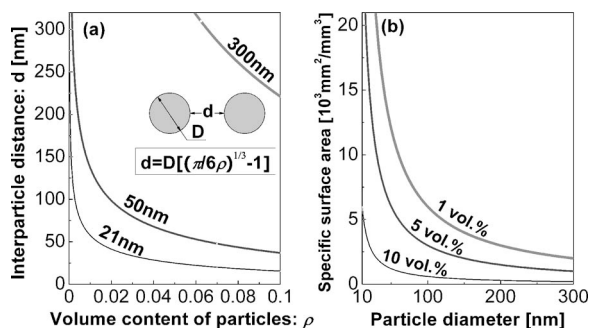 (a)
300nm
d
D
d=D[(π/6ρ)^1/3-1]
50nm
21nm
Interparticle distance: d [nm]
0
50
100
150
200
250
300
0
0.02
0.04
0.06
0.08
0.1
Volume content of particles: ρ
(b)
1 vol.%
5 vol.%
10 vol.%
Specific surface area [10³mm²/mm³]
0
5
10
15
20
10
100
200
300
Particle diameter [nm]